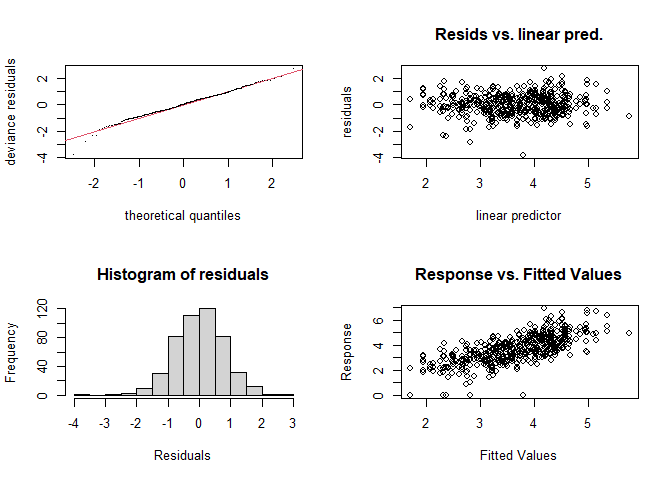 deviance residuals
-4 -2 0 2
-2 -1 0 1 2
theoretical quantiles
Resids vs. linear pred.
residuals
-4 -2 0 2
2 3 4 5
linear predictor
Histogram of residuals
Frequency
0 40 80 120
-4 -3 -2 -1 0 1 2 3
Residuals
Response vs. Fitted Values
Response
0 2 4 6
2 3 4 5
Fitted Values